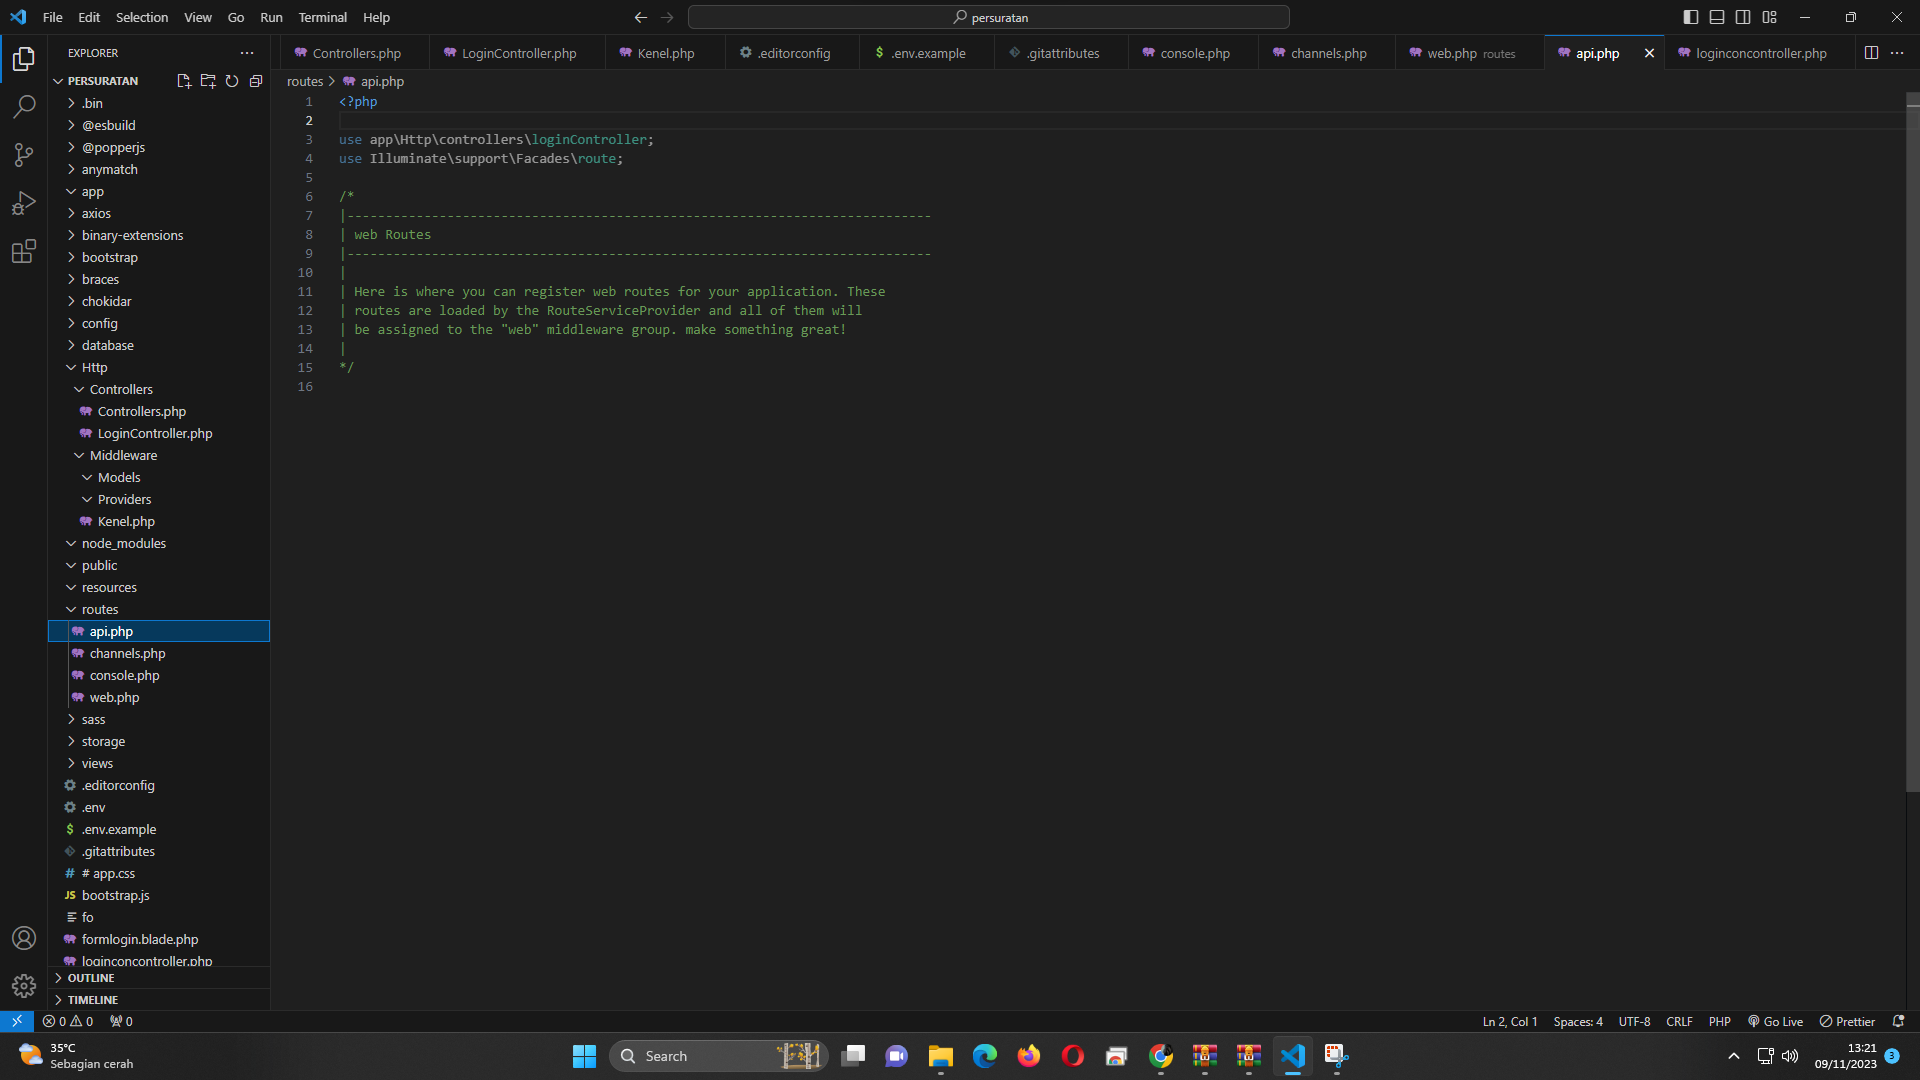 File Edit Selection View Go Run Terminal Help
persuratan
EXPLORER
Controllers.php
LoginController.php
Kenel.php
.editorconfig
$ .env.example
.gitattributes
console.php
channels.php
web.php routes
api.php
loginconcontroller.php
PERSURATAN
.bin
@esbuild
@popperjs
anymatch
app
axios
binary-extensions
bootstrap
braces
chokidar
config
database
Http
Controllers
Controllers.php
LoginController.php
Middleware
Models
Providers
Kenel.php
node_modules
public
resources
routes
api.php
channels.php
console.php
web.php
sass
storage
views
.editorconfig
.env
$ .env.example
.gitattributes
# # app.css
JS bootstrap.js
fo
formlogin.blade.php
loginconcontroller.php
OUTLINE
TIMELINE
routes > api.php
1 <?php
2
3 use app\Http\controllers\loginController;
4 use Illuminate\support\Facades\route;
5
6 /*
7 |----------------------------------------------------------------------------
8 | web Routes
9 |----------------------------------------------------------------------------
10 |
11 | Here is where you can register web routes for your application. These
12 | routes are loaded by the RouteServiceProvider and all of them will
13 | be assigned to the "web" middleware group. make something great!
14 |
15 */
16
0 0 0
Ln 2, Col 1 Spaces: 4 UTF-8 CRLF PHP Go Live Prettier
35°C
Sebagian cerah
Search
13:21
09/11/2023
3